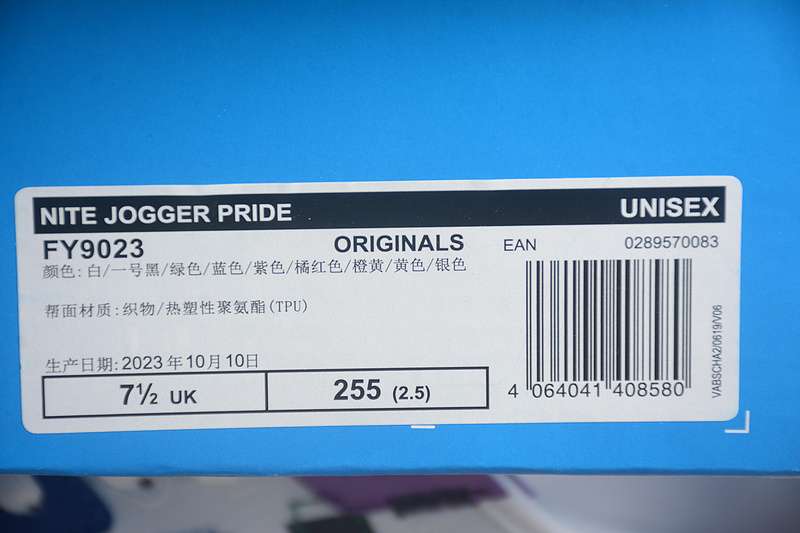 NITE JOGGER PRIDE UNISEX
FY9023 ORIGINALS EAN 0289570083
颜色:白/一号黑/绿色/蓝色/紫色/橘红色/橙黄/黄色/银色
帮面材质:织物/热塑性聚氨酯(TPU)
生产日期:2023年10月10日
7½ UK 255 (2.5)
4 064041 408580
VABSCHA2/0619/V06